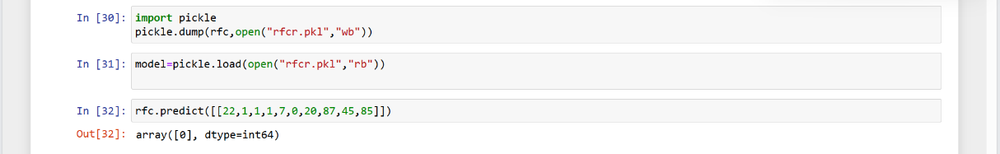 In [30]: import pickle
pickle.dump(rfc,open("rfcr.pkl","wb"))
In [31]: model=pickle.load(open("rfcr.pkl","rb"))
In [32]: rfc.predict([[22,1,1,1,7,0,20,87,45,85]])
Out[32]: array([0], dtype=int64)